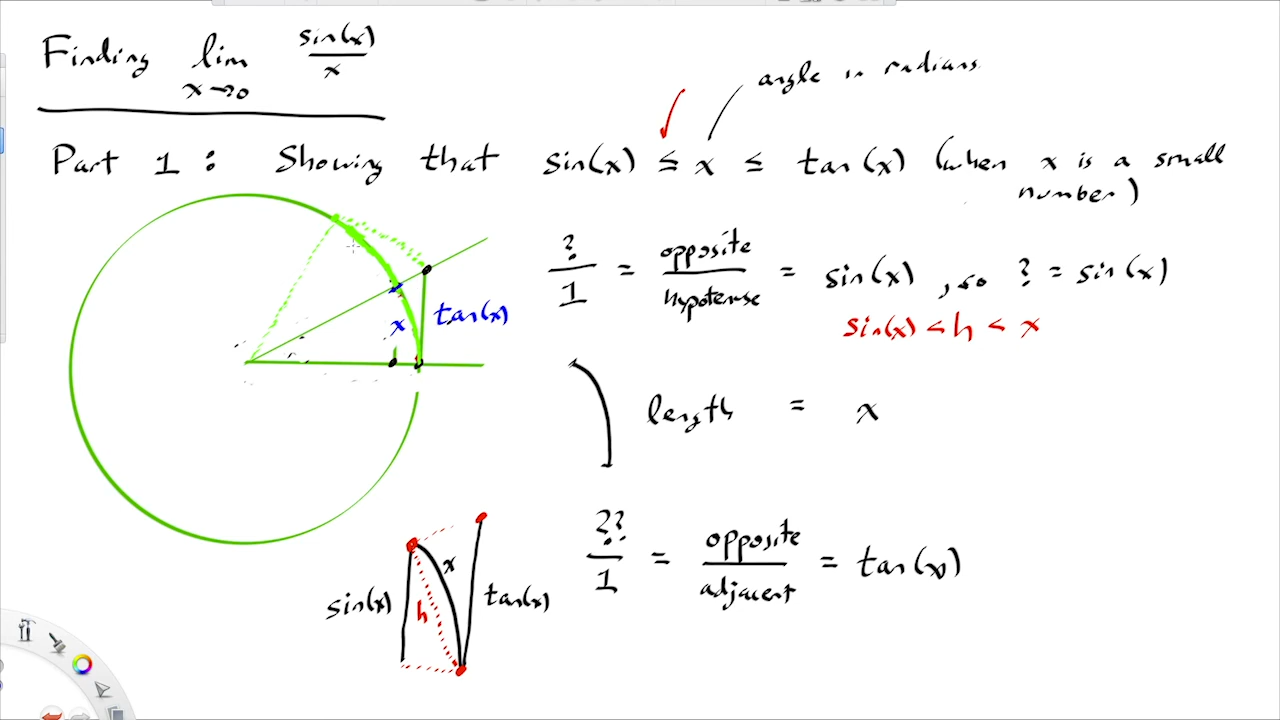 Finding lim x→0 sin(x)/x
angle in radians
Part 1: Showing that sin(x) ≤ x ≤ tan(x) (when x is a small
number)
?/1 = opposite/hypotenuse = sin(x), so ? = sin(x)
sin(x) < h < x
x
tan(x)
length = x
??/1 = opposite/adjacent = tan(x)
sin(x)
h
x
tan(x)